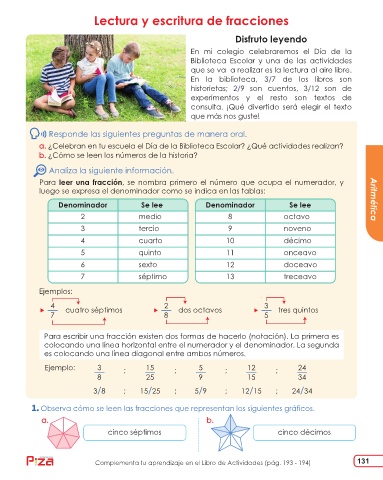 Lectura y escritura de fracciones
Disfruto leyendo
En mi colegio celebraremos el Día de la
Biblioteca Escolar y una de las actividades
que se va a realizar es la lectura al aire libre.
En la biblioteca, 3/7 de los libros son
historietas; 2/9 son cuentos, 3/12 son de
experimentos y el resto son textos de
consulta. ¡Qué divertido será elegir el texto
que más nos guste!
Responde las siguientes preguntas de manera oral.
a. ¿Celebran en tu escuela el Día de la Biblioteca Escolar? ¿Qué actividades realizan?
b. ¿Cómo se leen los números de la historia?
Analiza la siguiente información.
Para leer una fracción, se nombra primero el número que ocupa el numerador, y
luego se expresa el denominador como se indica en las tablas:
Denominador Se lee Denominador Se lee
2 medio 8 octavo
3 tercio 9 noveno
4 cuarto 10 décimo
5 quinto 11 onceavo
6 sexto 12 doceavo
7 séptimo 13 treceavo
Aritmética
Ejemplos:
4/7 cuatro séptimos 2/8 dos octavos 3/5 tres quintos
Para escribir una fracción existen dos formas de hacerlo (notación). La primera es
colocando una línea horizontal entre el numerador y el denominador. La segunda
es colocando una línea diagonal entre ambos números.
Ejemplo: 3/8 ; 15/25 ; 5/9 ; 12/15 ; 24/34
3/8 ; 15/25 ; 5/9 ; 12/15 ; 24/34
1. Observa cómo se leen las fracciones que representan los siguientes gráficos.
a. b.
cinco séptimos cinco décimos
Piza
Complementa tu aprendizaje en el Libro de Actividades (pág. 193 - 194)
131